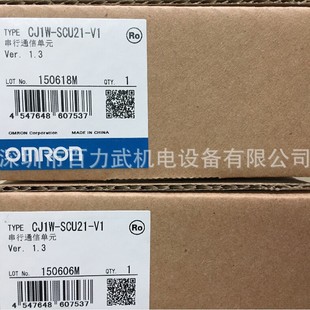 TYPE CJ1W-SCU21-V1
串行通信单元
Ver. 1.3
Ro
LOT No. 150618M QTY. 1
4 547648 607537
OMRON Corporation MADE IN CHINA
OMRON
深圳市百力武机电设备有限公司
TYPE CJ1W-SCU21-V1
串行通信单元
Ver. 1.3
Ro
LOT No. 150606M QTY. 1
4 547648 607537